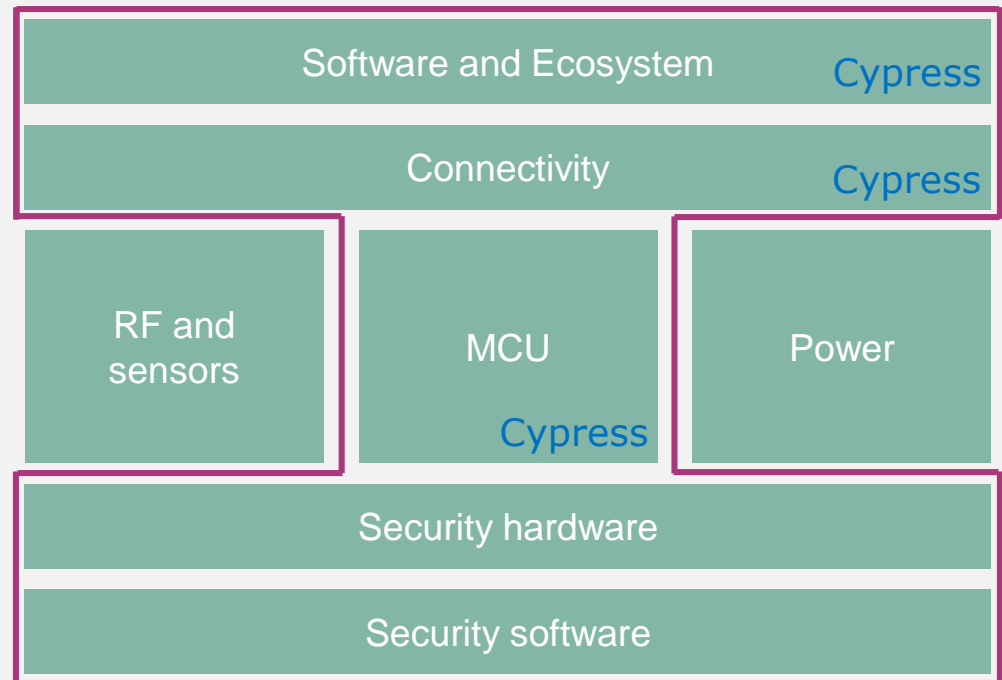 Software and Ecosystem
Cypress
Connectivity
Cypress
RF and
sensors
MCU
Cypress
Power
Security hardware
Security software